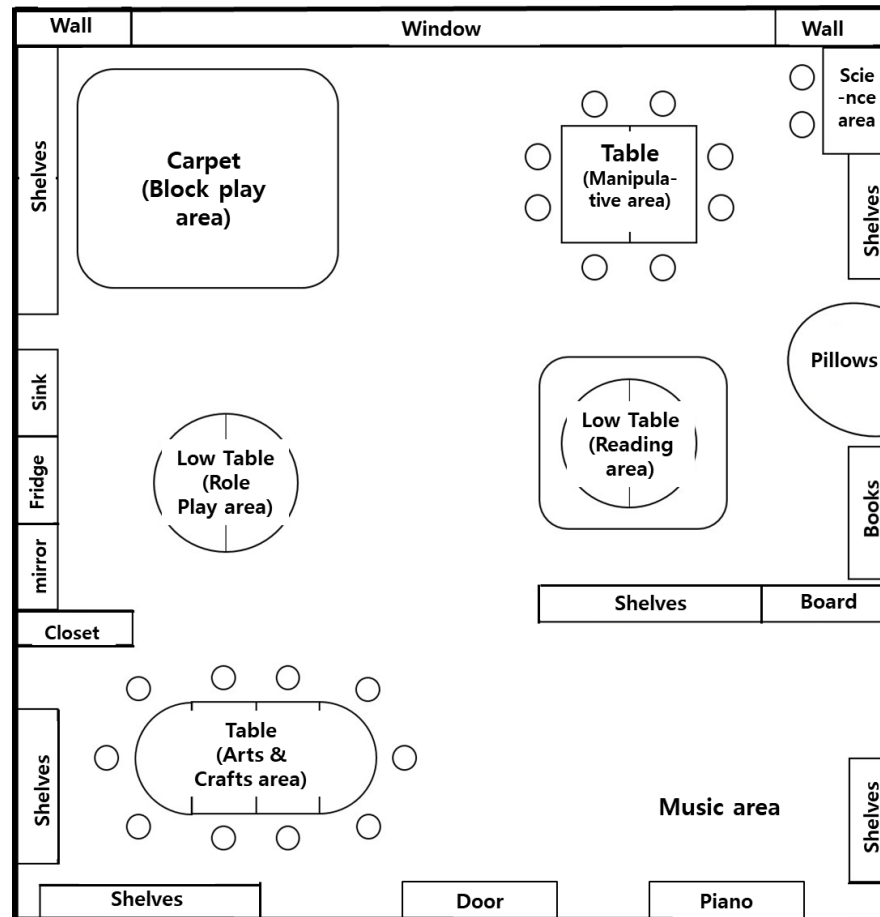 Wall
Window
Wall
Scie
-nce
area
Shelves
Carpet
(Block play
area)
Table
(Manipula-
tive area)
Shelves
Pillows
Sink
Fridge
mirror
Low Table
(Role
Play area)
Low Table
(Reading
area)
Books
Closet
Shelves
Board
Shelves
Table
(Arts &
Crafts area)
Music area
Shelves
Shelves
Door
Piano